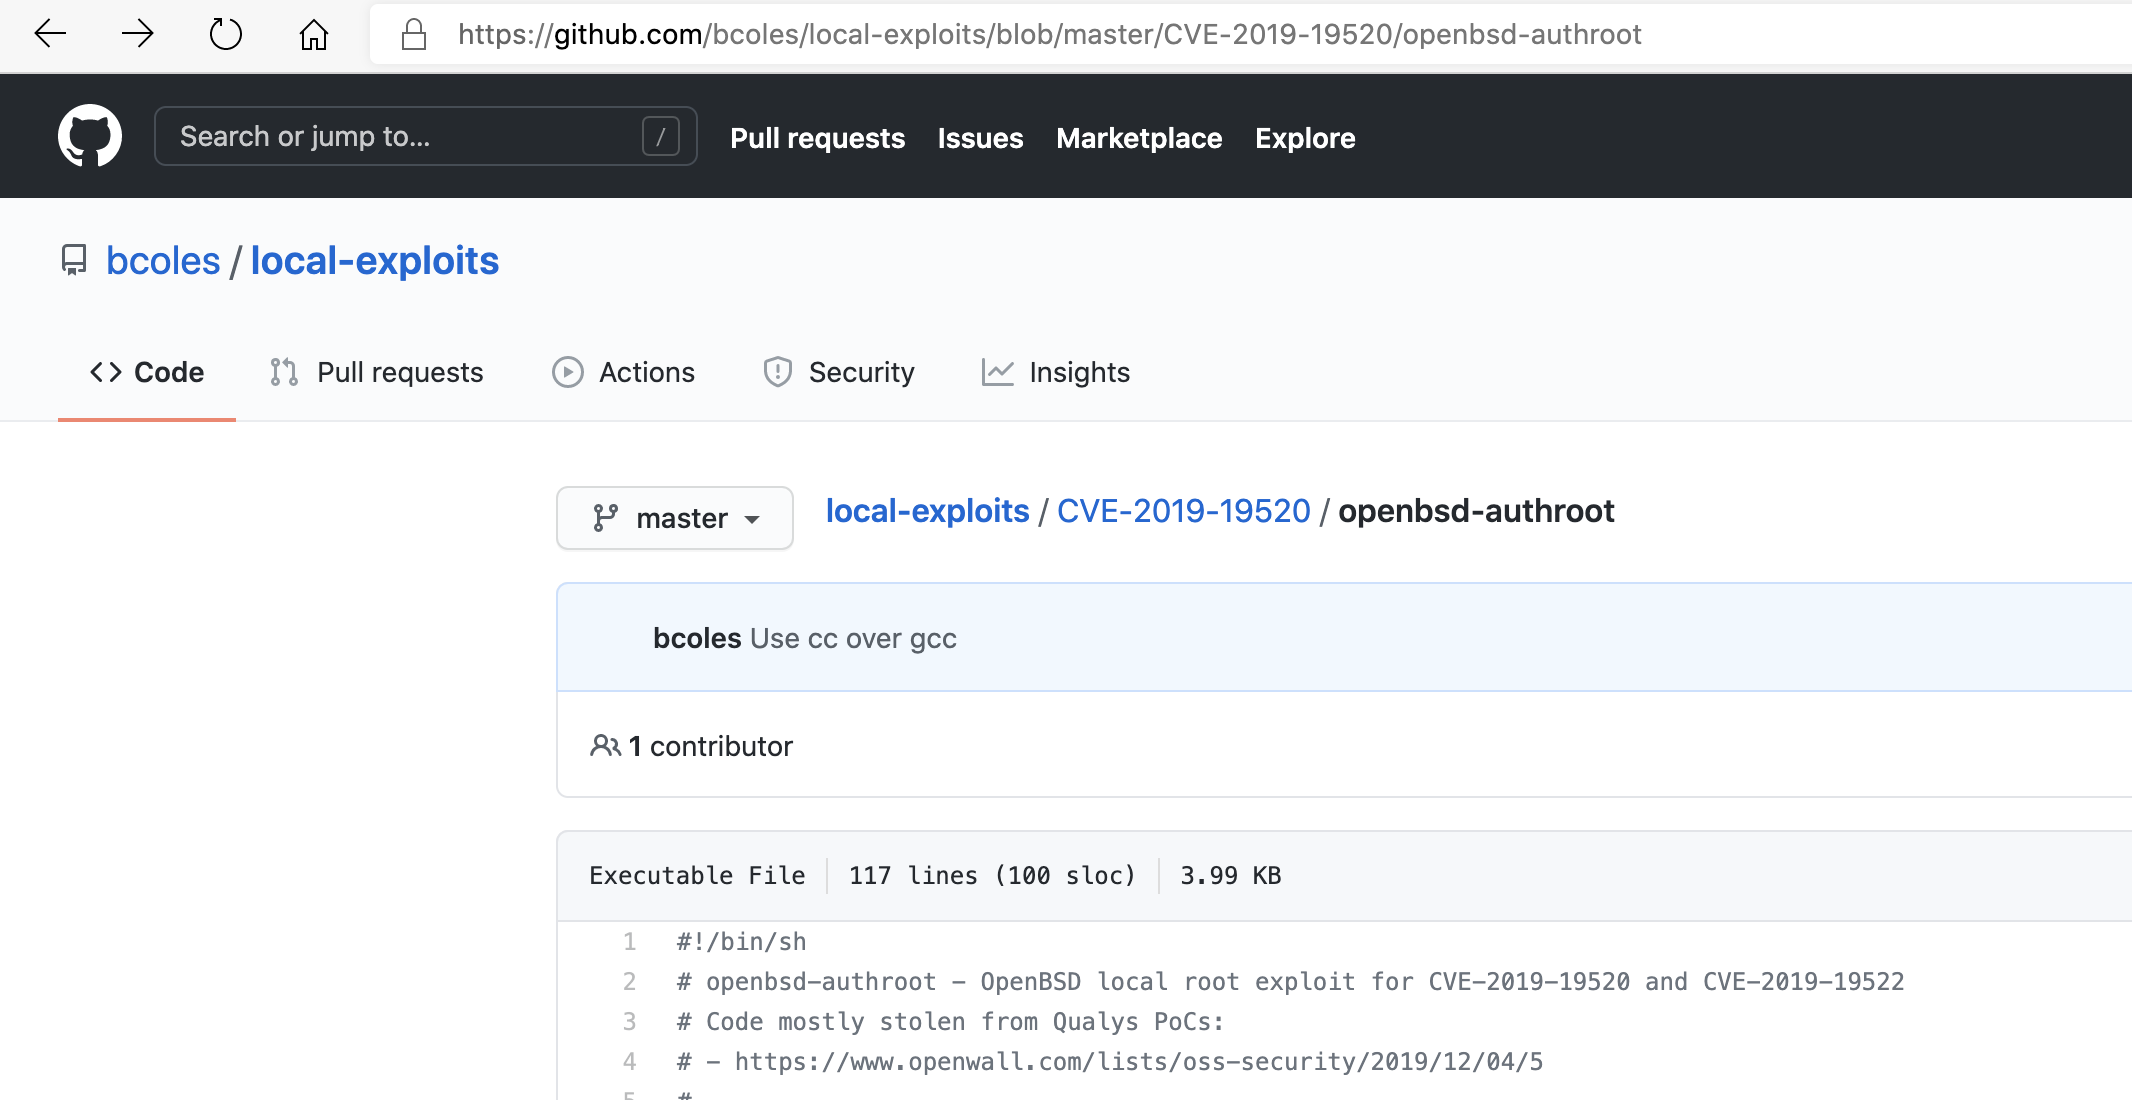 https://github.com/bcoles/local-exploits/blob/master/CVE-2019-19520/openbsd-authroot
Search or jump to... / Pull requests Issues Marketplace Explore
bcoles / local-exploits
<> Code Pull requests Actions Security Insights
master local-exploits / CVE-2019-19520 / openbsd-authroot
bcoles Use cc over gcc
1 contributor
Executable File 117 lines (100 sloc) 3.99 KB
1 #!/bin/sh
2 # openbsd-authroot - OpenBSD local root exploit for CVE-2019-19520 and CVE-2019-19522
3 # Code mostly stolen from Qualys PoCs:
4 # - https://www.openwall.com/lists/oss-security/2019/12/04/5
5 #